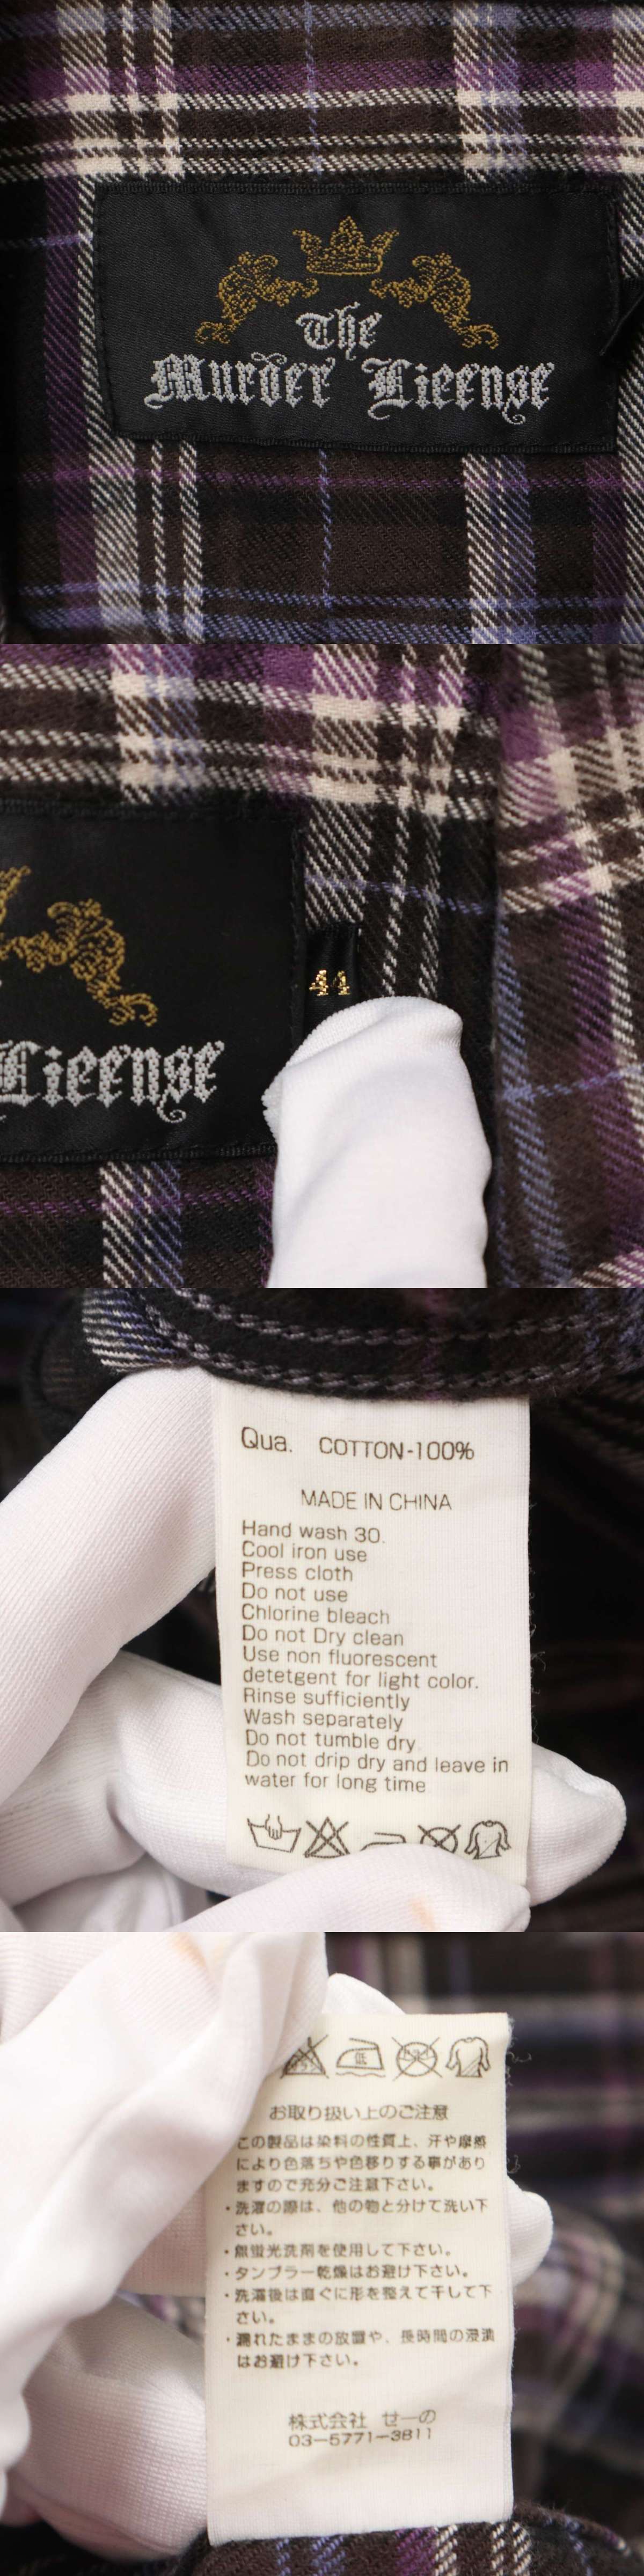 The
Murder License
44
License
Qua. COTTON-100%
MADE IN CHINA
Hand wash 30.
Cool iron use
Press cloth
Do not use
Chlorine bleach
Do not Dry clean
Use non fluorescent
detetgent for light color.
Rinse sufficiently
Wash separately
Do not tumble dry
Do not drip dry and leave in
water for long time
お取り扱い上のご注意
この製品は染料の性質上、汗や摩擦
により色落ちや色移りする事があり
ますので充分ご注意下さい。
・洗濯の際は、他の物と分けて洗い下
さい。
・無蛍光洗剤を使用して下さい。
・タンブラー乾燥はお避け下さい。
・洗濯後は直ぐに形を整えて干して下
さい。
・濡れたままの放置や、長時間の浸漬
はお避け下さい。
株式会社 せーの
03-5771-3811